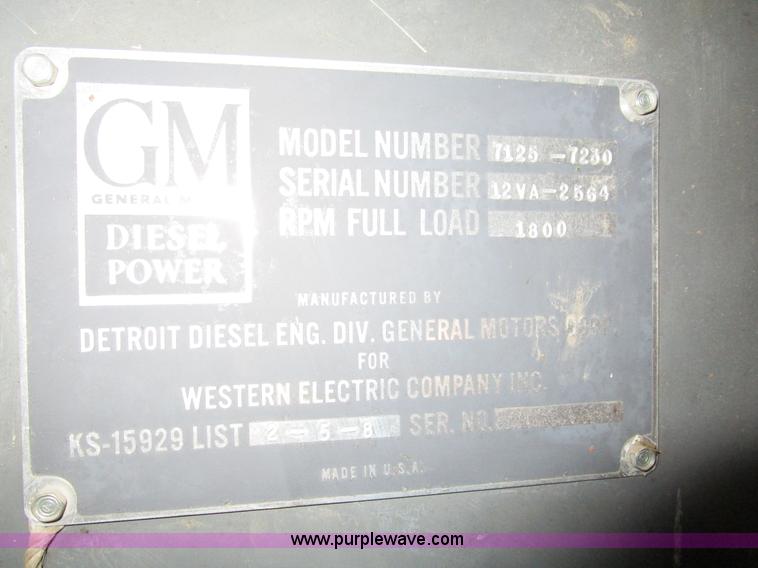 GM
GENERAL M
DIESEL
POWER
MODEL NUMBER 7125-7230
SERIAL NUMBER 12VA-2564
RPM FULL LOAD 1800
MANUFACTURED BY
DETROIT DIESEL ENG. DIV. GENERAL MOTORS CORP.
FOR
WESTERN ELECTRIC COMPANY INC.
KS-15929 LIST 2-5-8 SER. NO.
MADE IN U.S.A.
www.purplewave.com